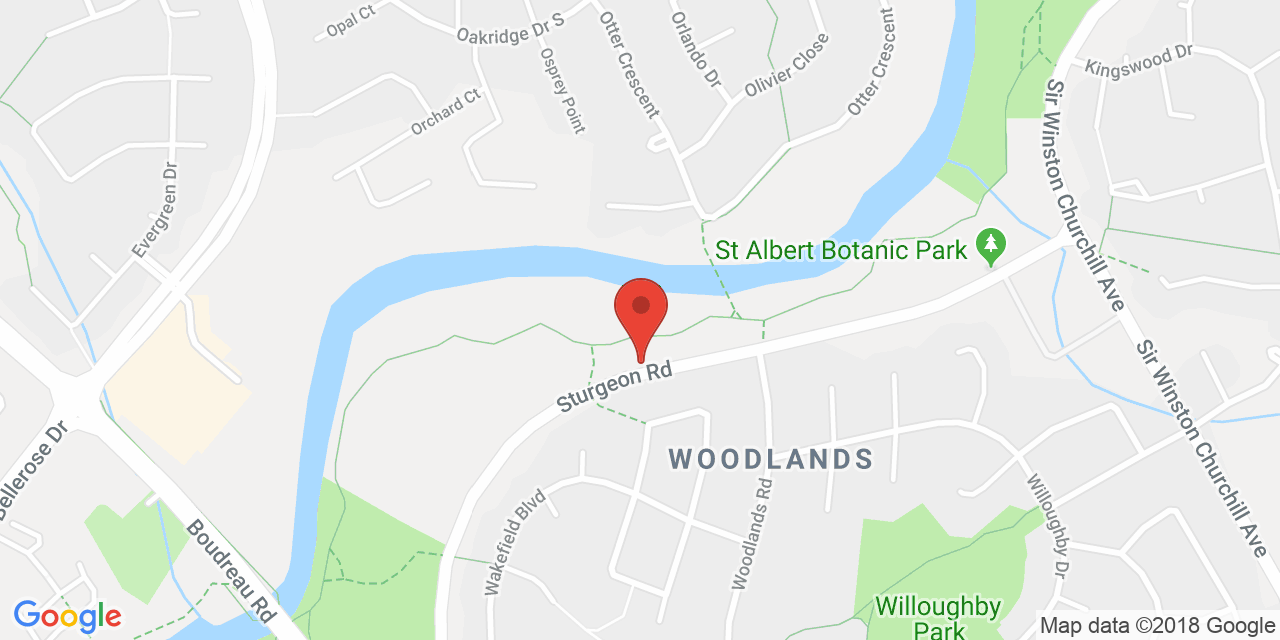 Opal Ct
Oakridge Dr S
Orlando Dr
Otter Crescent
Osprey Point
Olivier Close
Otter Crescent
Kingswood Dr
Orchard Ct
Sir Winston Churchill Ave
Evergreen Dr
St Albert Botanic Park
Sir Winston Churchill Ave
Sturgeon Rd
Bellerose Dr
WOODLANDS
Wakefield Blvd
Woodlands Rd
Willoughby Dr
Boudreau Rd
Willoughby
Park
Google
Map data ©2018 Google